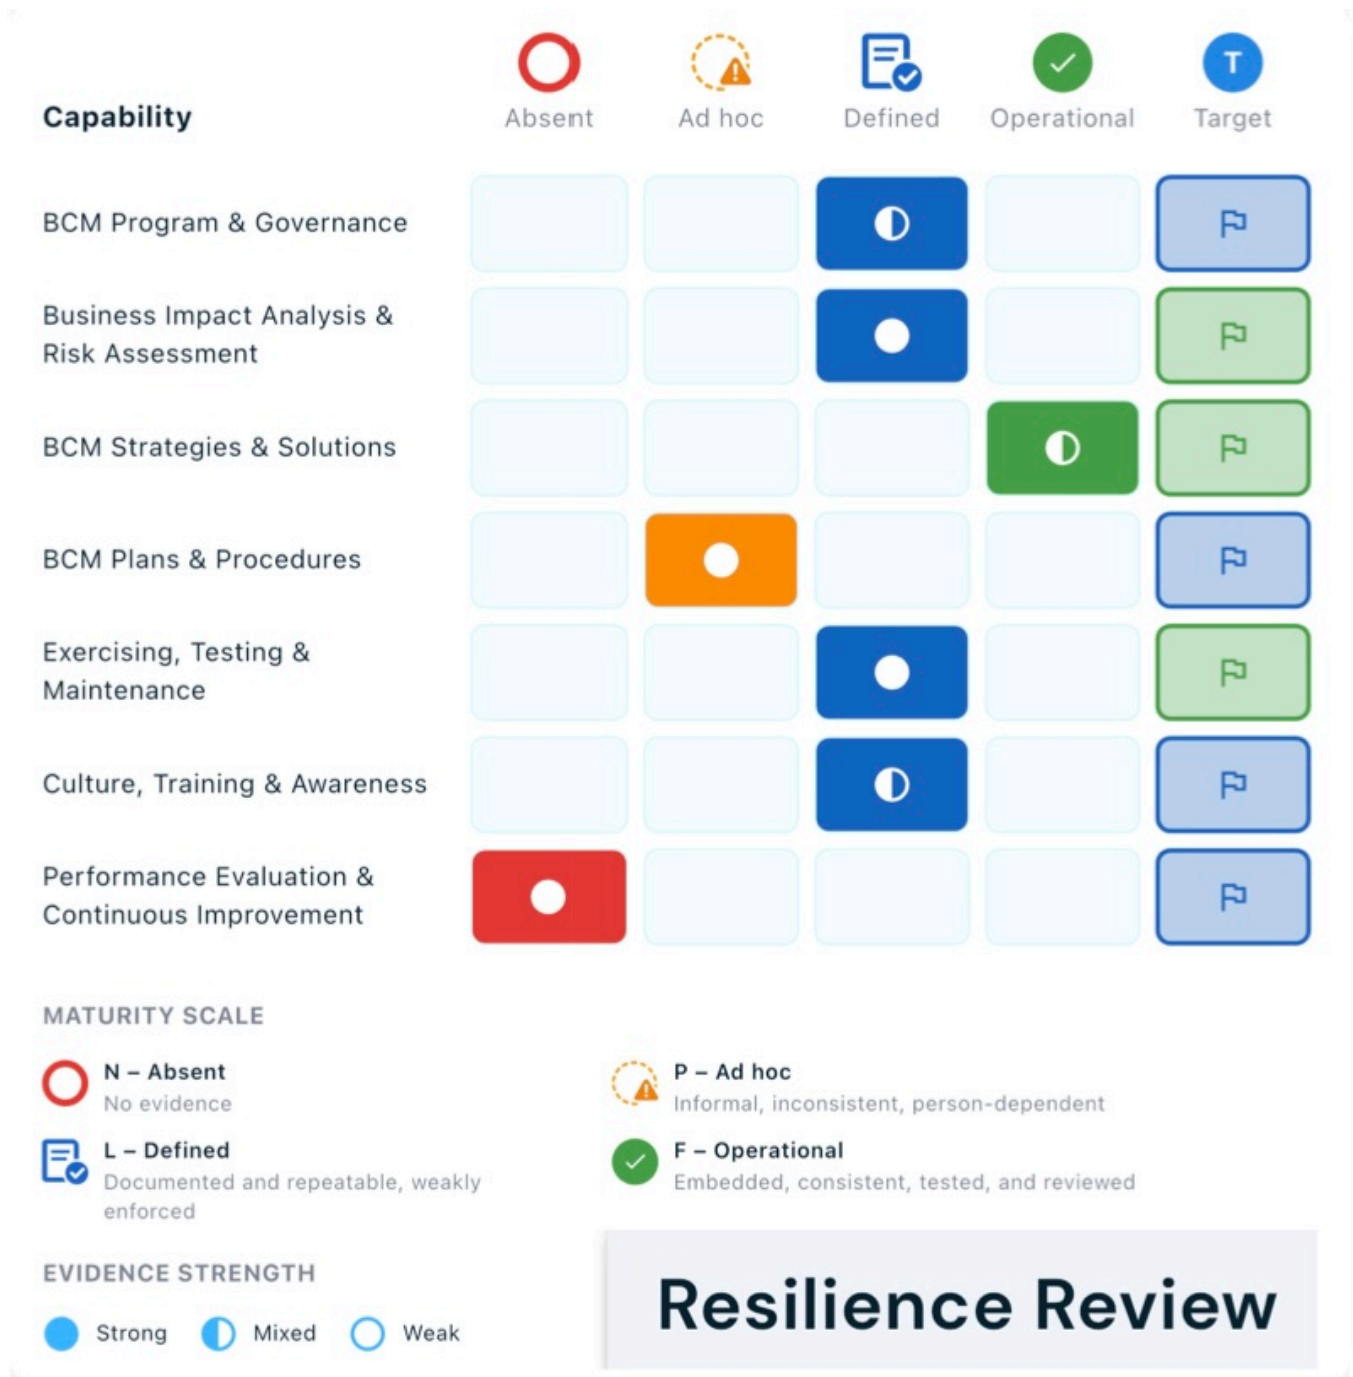 Absent
Ad hoc
Defined
Operational
T
Target
Capability
BCM Program & Governance
Business Impact Analysis &
Risk Assessment
BCM Strategies & Solutions
BCM Plans & Procedures
Exercising, Testing &
Maintenance
Culture, Training & Awareness
Performance Evaluation &
Continuous Improvement
MATURITY SCALE
N – Absent
No evidence
P – Ad hoc
Informal, inconsistent, person-dependent
L – Defined
Documented and repeatable, weakly
enforced
F – Operational
Embedded, consistent, tested, and reviewed
EVIDENCE STRENGTH
Strong
Mixed
Weak
Resilience Review